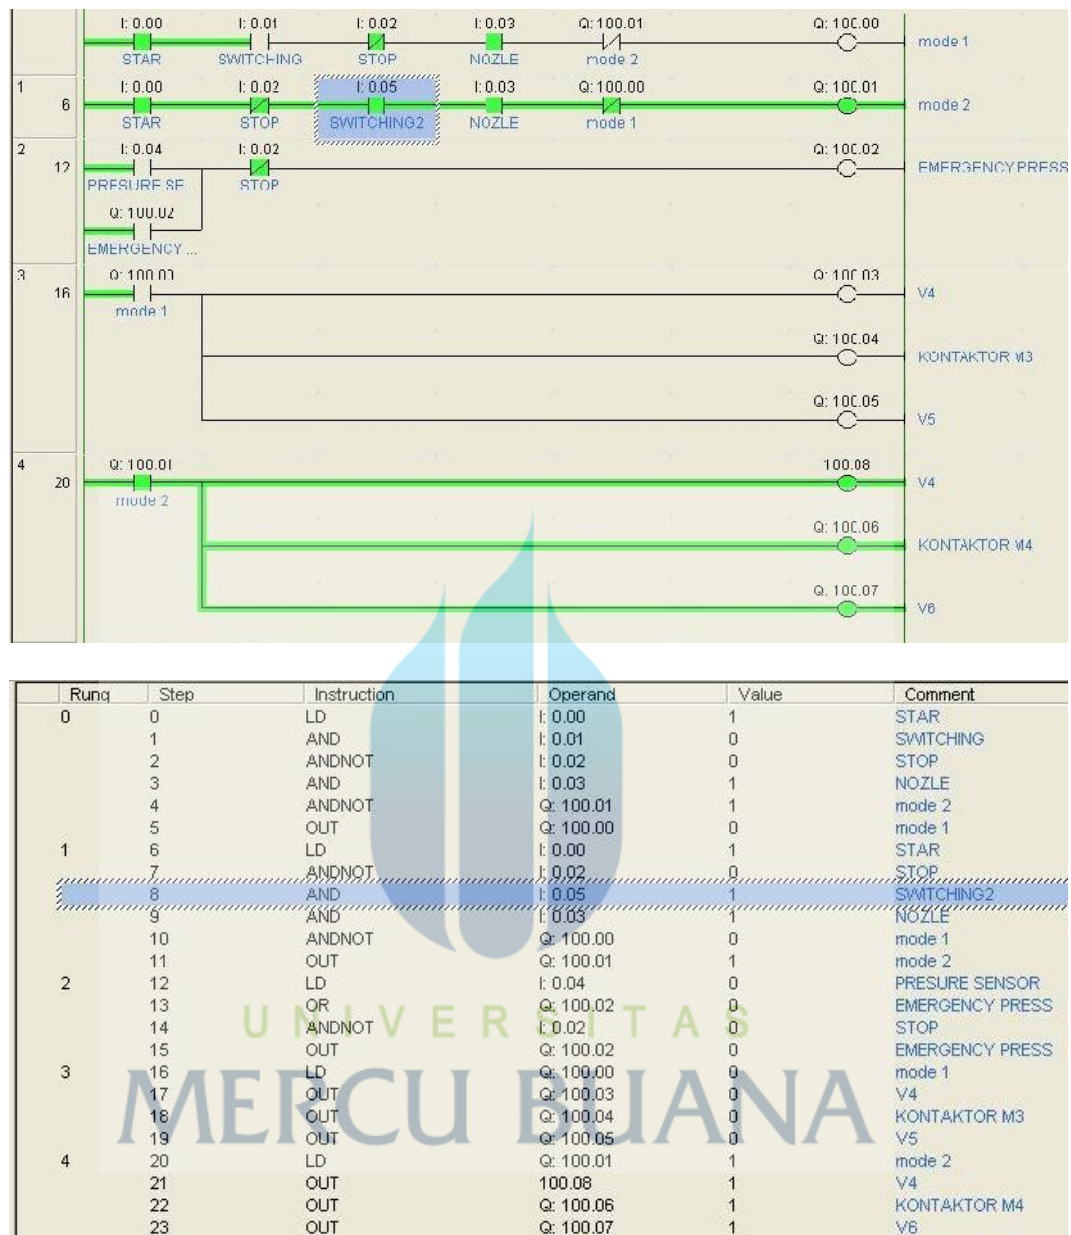 I: 0.00 I: 0.01 I: 0.02 I: 0.03 Q: 100.01 Q: 100.00
STAR SWITCHING STOP NOZLE mode 2 mode 1
1 I: 0.00 I: 0.02 I: 0.05 I: 0.03 Q: 100.00 Q: 100.01
6 STAR STOP SWITCHING2 NOZLE mode 1 mode 2
2 I: 0.04 I: 0.02 Q: 100.02
12 PRESURE SE... STOP EMERGENCY PRESS
Q: 100.02
EMERGENCY ...
3 Q: 100.00 Q: 100.03
16 mode 1 V4
Q: 100.04
KONTAKTOR M3
Q: 100.05
V5
4 Q: 100.01 100.08
20 mode 2 V4
Q: 100.06
KONTAKTOR M4
Q: 100.07
V6
Rung Step Instruction Operand Value Comment
0 0 LD I: 0.00 1 STAR
1 AND I: 0.01 0 SWITCHING
2 ANDNOT I: 0.02 0 STOP
3 AND I: 0.03 1 NOZLE
4 ANDNOT Q: 100.01 1 mode 2
5 OUT Q: 100.00 0 mode 1
1 6 LD I: 0.00 1 STAR
7 ANDNOT I: 0.02 0 STOP
8 AND I: 0.05 1 SWITCHING2
9 AND I: 0.03 1 NOZLE
10 ANDNOT Q: 100.00 0 mode 1
11 OUT Q: 100.01 1 mode 2
2 12 LD I: 0.04 0 PRESURE SENSOR
13 OR Q: 100.02 0 EMERGENCY PRESS
14 ANDNOT I: 0.02 0 STOP
15 OUT Q: 100.02 0 EMERGENCY PRESS
3 16 LD Q: 100.00 0 mode 1
17 OUT Q: 100.03 0 V4
18 OUT Q: 100.04 0 KONTAKTOR M3
19 OUT Q: 100.05 0 V5
4 20 LD Q: 100.01 1 mode 2
21 OUT 100.08 1 V4
22 OUT Q: 100.06 1 KONTAKTOR M4
23 OUT Q: 100.07 1 V6
UNIVERSITAS
MERCU BUANA